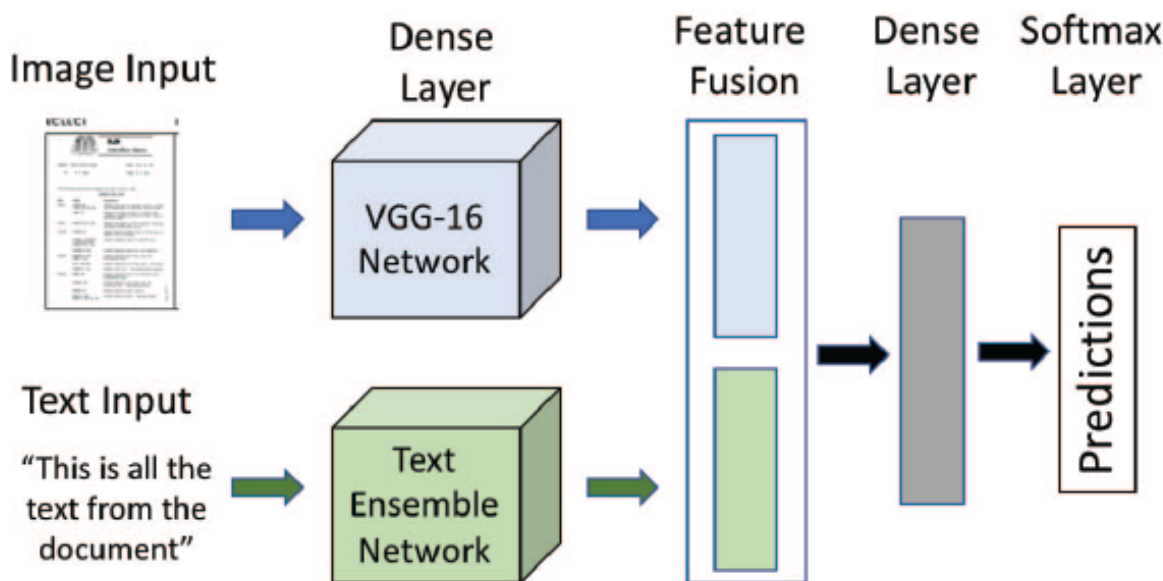 Image Input
Dense
Layer
Feature
Fusion
Dense
Layer
Softmax
Layer
VGG-16
Network
Predictions
Text Input
“This is all the
text from the
document”
Text
Ensemble
Network